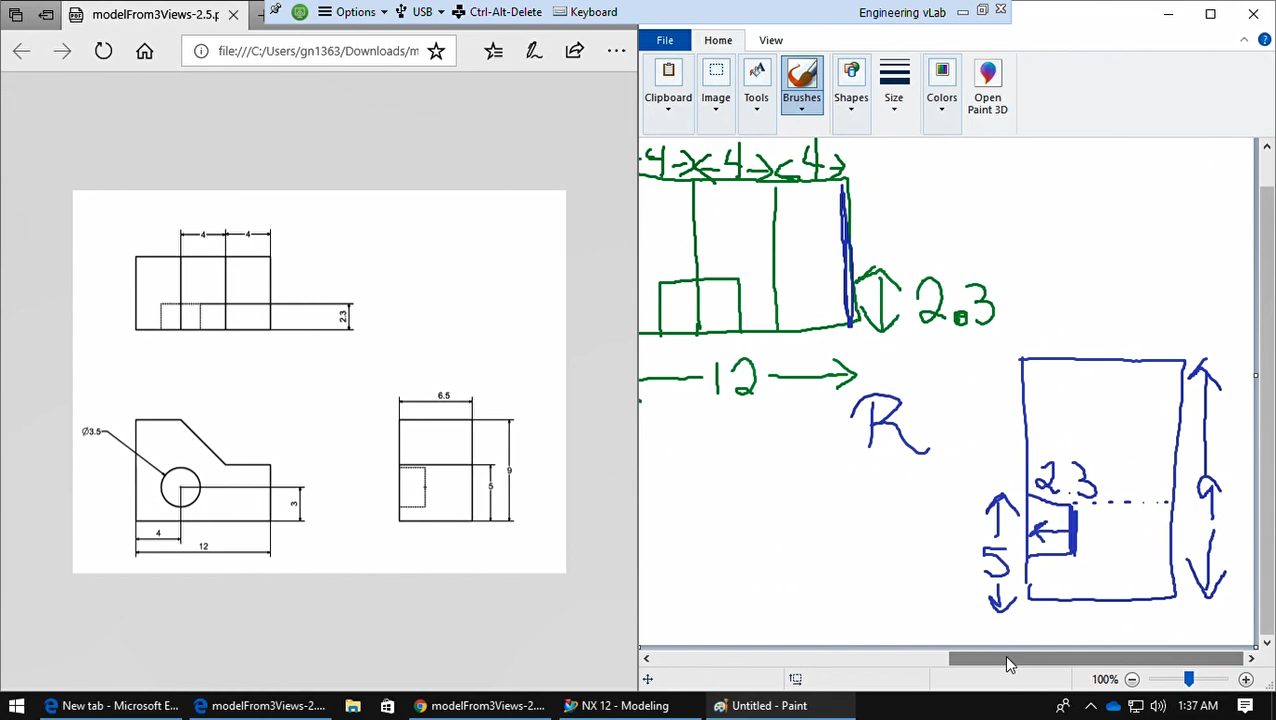 modelFrom3Views-2.5.p
Options USB Ctrl-Alt-Delete Keyboard Engineering vLab
file:///C:/Users/gn1363/Downloads/m
File Home View
Clipboard Image Tools Brushes Shapes Size Colors Open Paint 3D
4 4
2.3
6.5
Ø3.5
9
5
3
4
12
4 4 4
2.3
12
R
2.3
9
5
100%
New tab - Microsoft E... modelFrom3Views-2.... modelFrom3Views-2.... NX 12 - Modeling Untitled - Paint 1:37 AM